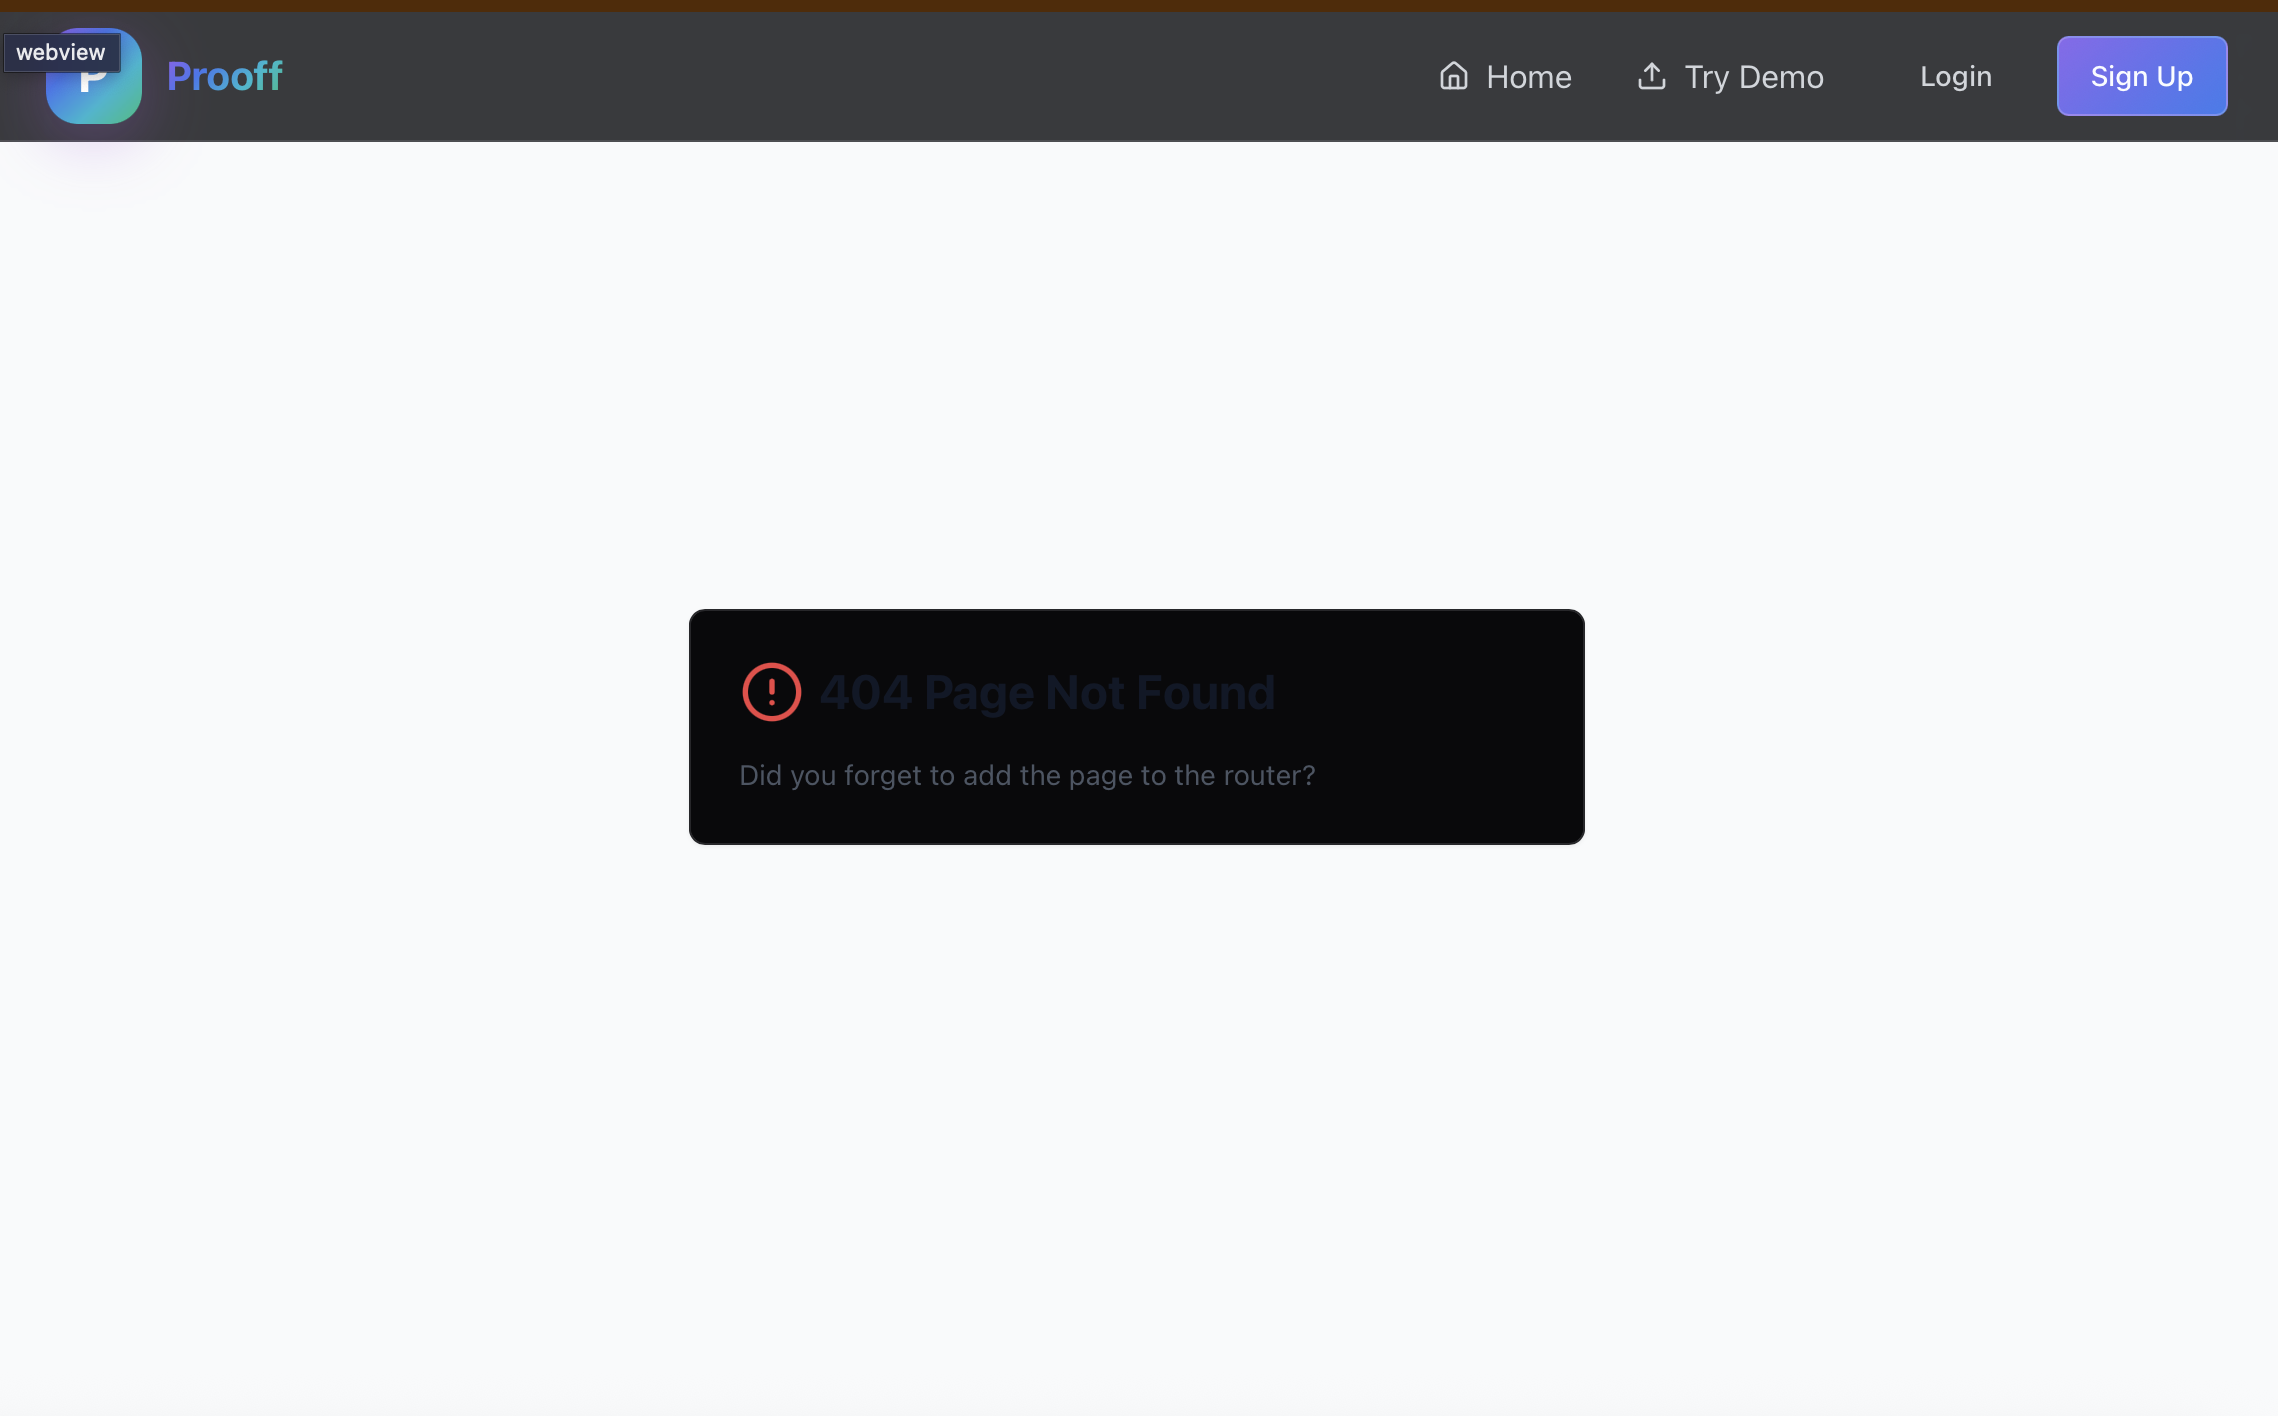 webview
P
Prooff
Home
Try Demo
Login
Sign Up
404 Page Not Found
Did you forget to add the page to the router?